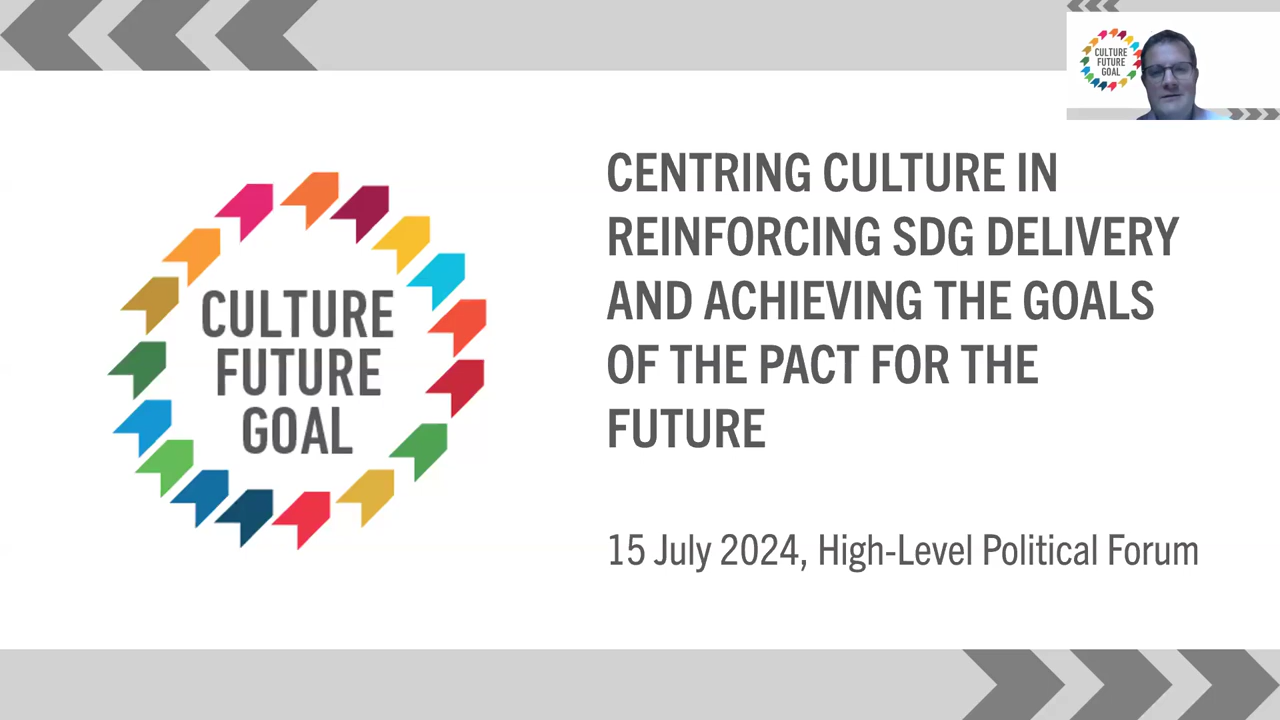 CULTURE
FUTURE
GOAL
CENTRING CULTURE IN
REINFORCING SDG DELIVERY
AND ACHIEVING THE GOALS
OF THE PACT FOR THE
FUTURE
15 July 2024, High-Level Political Forum
CULTURE
FUTURE
GOAL